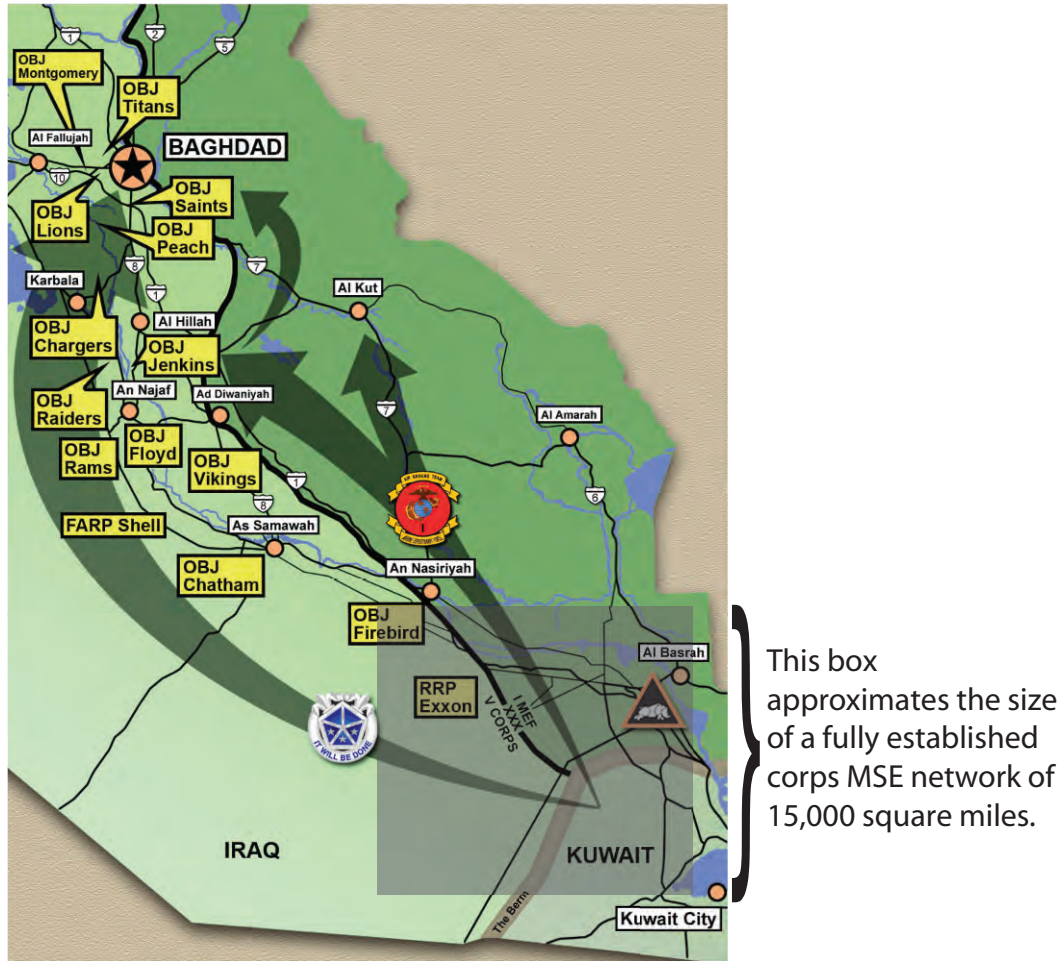 1
2
5
OBJ
Montgomery
OBJ
Titans
Al Fallujah
BAGHDAD
10
OBJ
Saints
OBJ
Lions
OBJ
Peach
Karbala
8
7
1
Al Kut
OBJ
Chargers
Al Hillah
OBJ
Jenkins
OBJ
Raiders
An Najaf
Ad Diwaniyah
7
Al Amarah
OBJ
Rams
OBJ
Floyd
OBJ
Vikings
1
6
8
FARP Shell
As Samawah
OBJ
Chatham
An Nasiriyah
OBJ
Firebird
Al Basrah
RRP
Exxon
I MEF
XXX
V CORPS
IT WILL BE DONE
IRAQ
KUWAIT
The Berm
Kuwait City
This box
approximates the size
of a fully established
corps MSE network of
15,000 square miles.